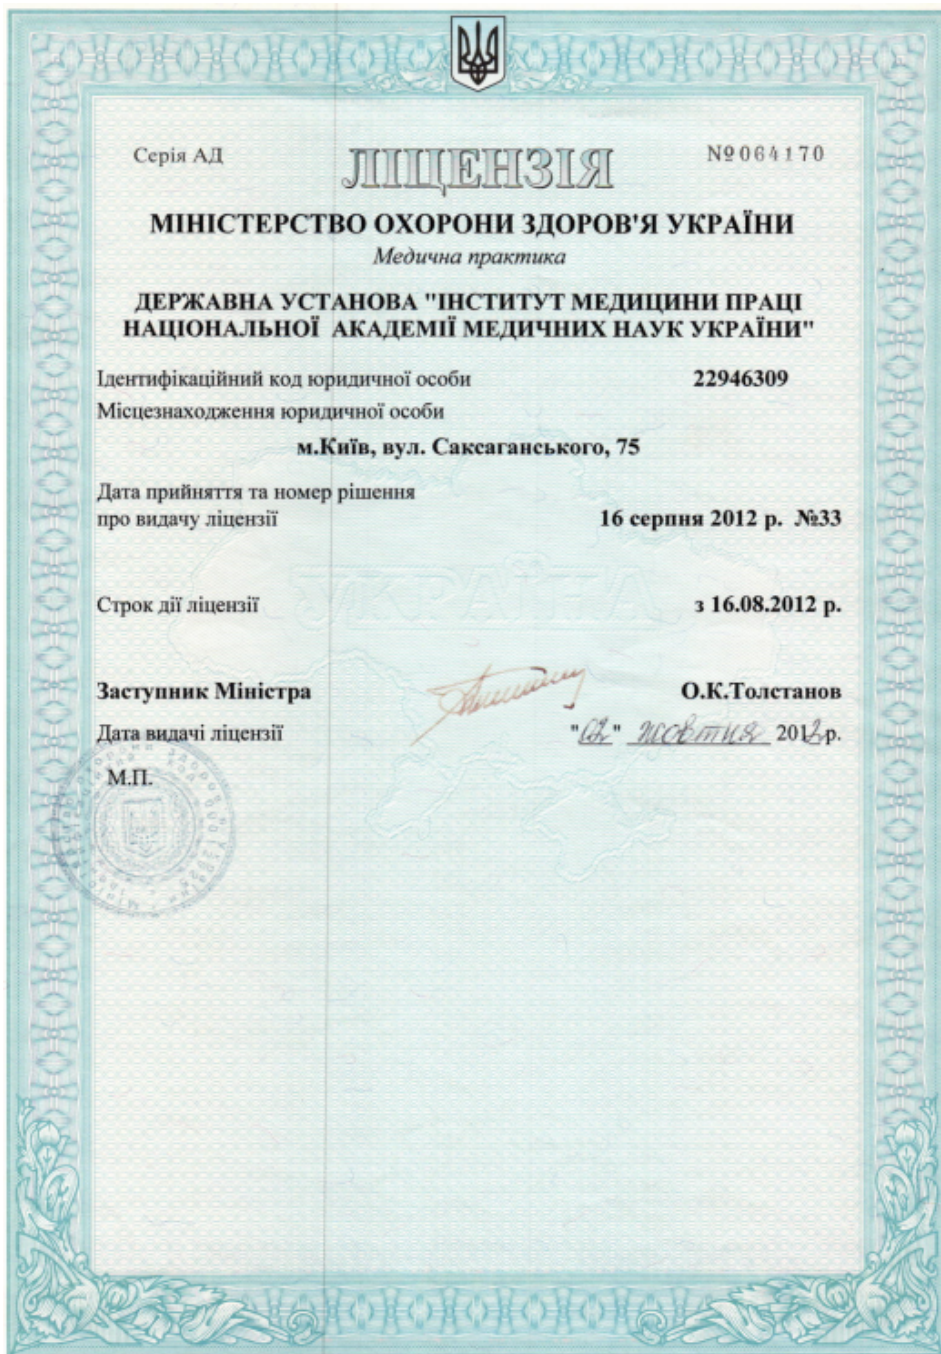 Серія АД
ЛІЦЕНЗІЯ
№064170
МІНІСТЕРСТВО ОХОРОНИ ЗДОРОВ'Я УКРАЇНИ
Медична практика
ДЕРЖАВНА УСТАНОВА "ІНСТИТУТ МЕДИЦИНИ ПРАЦІ
НАЦІОНАЛЬНОЇ АКАДЕМІЇ МЕДИЧНИХ НАУК УКРАЇНИ"
Ідентифікаційний код юридичної особи 22946309
Місцезнаходження юридичної особи
м.Київ, вул. Саксаганського, 75
Дата прийняття та номер рішення
про видачу ліцензії 16 серпня 2012 р. №33
УКРАЇНА
Строк дії ліцензії з 16.08.2012 р.
Заступник Міністра О.К.Толстанов
Дата видачі ліцензії "02" жовтня 2012р.
М.П.